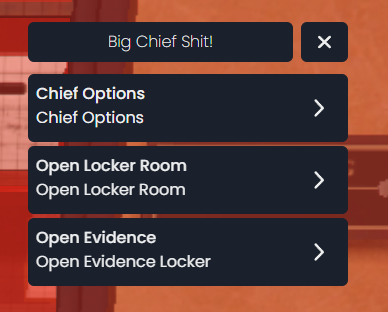 Big Chief Shit!
Chief Options
Chief Options
Open Locker Room
Open Locker Room
Open Evidence
Open Evidence Locker